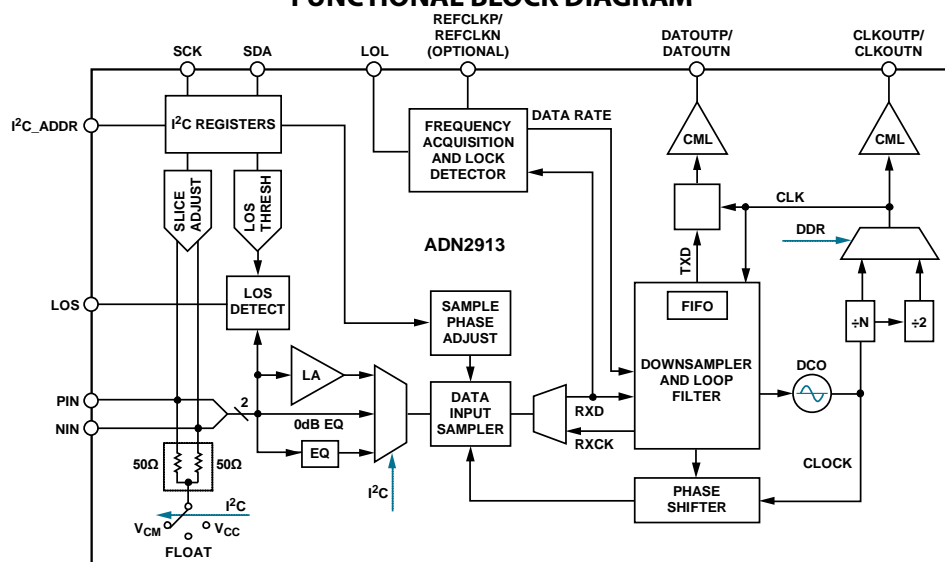 FUNCTIONAL BLOCK DIAGRAM
SCK
SDA
LOL
REFCLKP/
REFCLKN
(OPTIONAL)
DATOUTP/
DATOUTN
CLKOUTP/
CLKOUTN
I²C_ADDR
I²C REGISTERS
FREQUENCY
ACQUISITION
AND LOCK
DETECTOR
DATA RATE
CML
CML
SLICE
ADJUST
LOS
THRESH
CLK
DDR
ADN2913
TXD
LOS
LOS
DETECT
SAMPLE
PHASE
ADJUST
FIFO
÷N
÷2
LA
DOWNSAMPLER
AND LOOP
FILTER
DCO
PIN
NIN
2
0dB EQ
DATA
INPUT
SAMPLER
RXD
RXCK
EQ
50Ω
50Ω
I²C
CLOCK
PHASE
SHIFTER
I²C
VCM
VCC
FLOAT